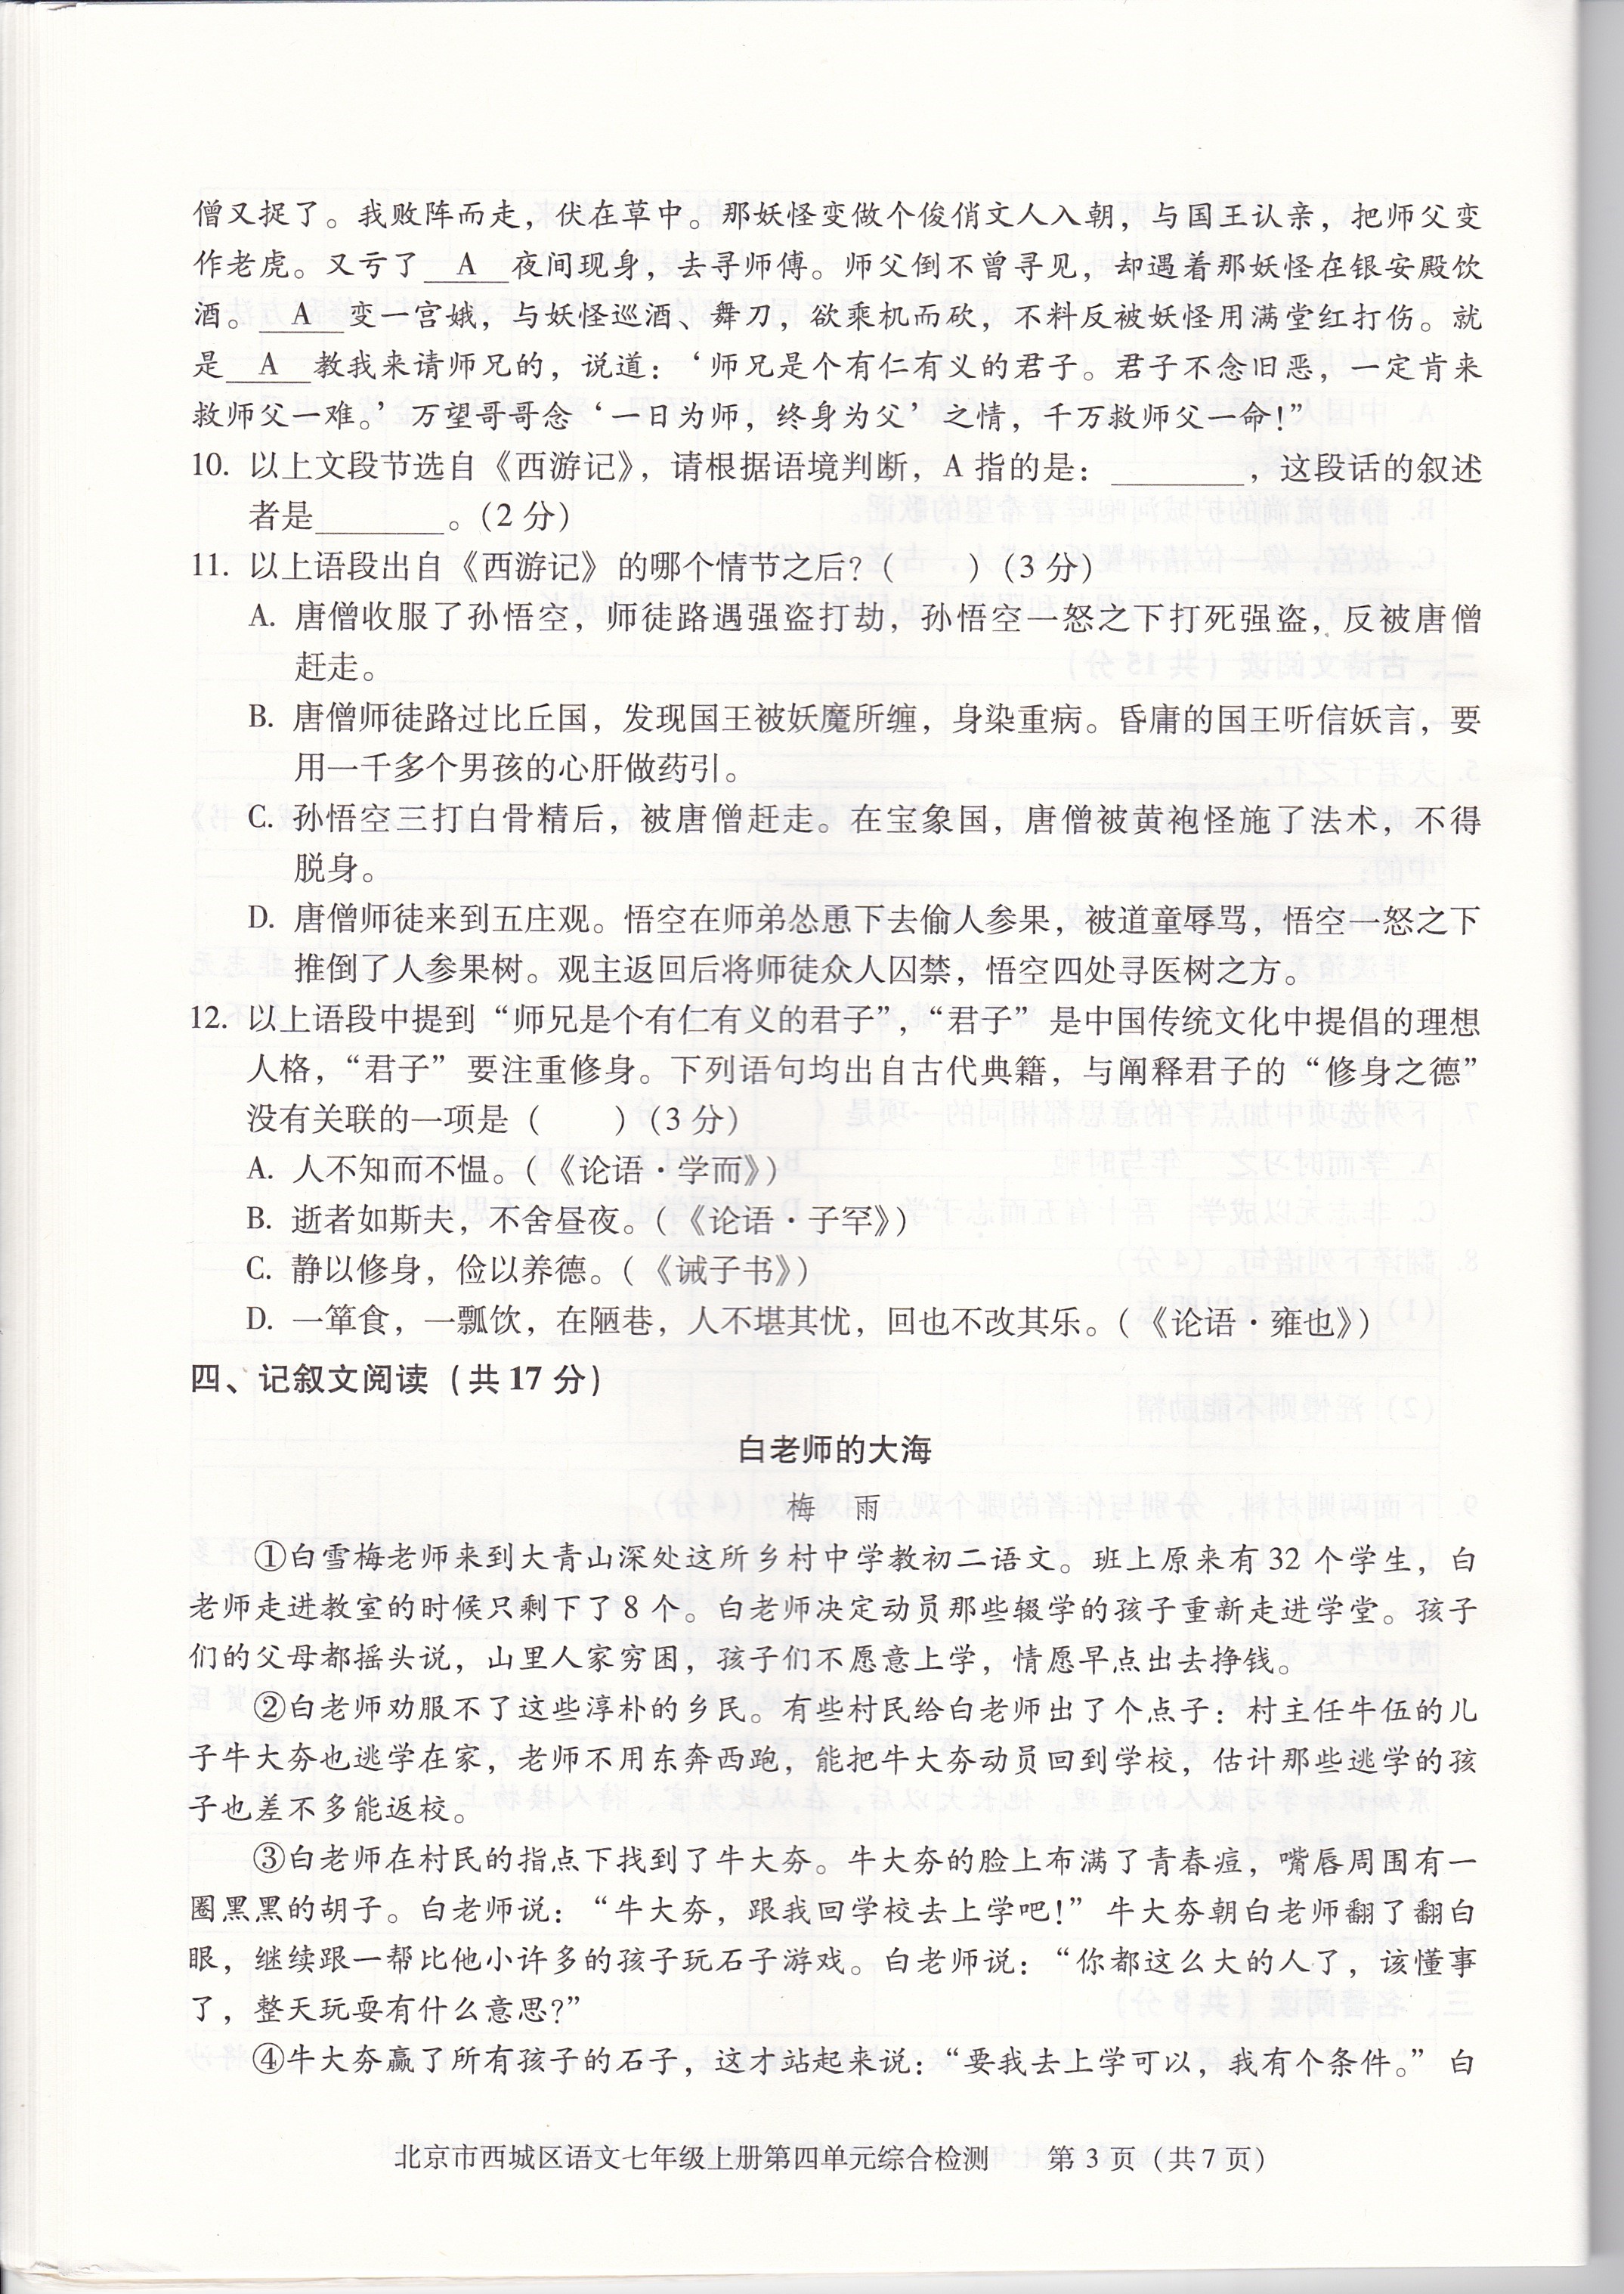 僧又捉了。我败阵而走，伏在草中。那妖怪变做个俊俏文人入朝，与国王认亲，把师父变
作老虎。又亏了 A 夜间现身，去寻师傅。师父倒不曾寻见，却遇着那妖怪在银安殿饮
酒。 A 变一宫娥，与妖怪巡酒、舞刀，欲乘机而砍，不料反被妖怪用满堂红打伤。就
是 A 教我来请师兄的，说道：‘师兄是个有仁有义的君子。君子不念旧恶，一定肯来
救师父一难。’万望哥哥念‘一日为师，终身为父’之情，千万救师父一命！”
10. 以上文段节选自《西游记》，请根据语境判断，A 指的是：________，这段话的叙述
者是________。（2 分）
11. 以上语段出自《西游记》的哪个情节之后？（　　）（3 分）
A. 唐僧收服了孙悟空，师徒路遇强盗打劫，孙悟空一怒之下打死强盗，反被唐僧
赶走。
B. 唐僧师徒路过比丘国，发现国王被妖魔所缠，身染重病。昏庸的国王听信妖言，要
用一千多个男孩的心肝做药引。
C. 孙悟空三打白骨精后，被唐僧赶走。在宝象国，唐僧被黄袍怪施了法术，不得
脱身。
D. 唐僧师徒来到五庄观。悟空在师弟怂恿下去偷人参果，被道童辱骂，悟空一怒之下
推倒了人参果树。观主返回后将师徒众人囚禁，悟空四处寻医树之方。
12. 以上语段中提到“师兄是个有仁有义的君子”，“君子”是中国传统文化中提倡的理想
人格，“君子”要注重修身。下列语句均出自古代典籍，与阐释君子的“修身之德”
没有关联的一项是（　　）（3 分）
A. 人不知而不愠。（《论语·学而》）
B. 逝者如斯夫，不舍昼夜。（《论语·子罕》）
C. 静以修身，俭以养德。（《诫子书》）
D. 一箪食，一瓢饮，在陋巷，人不堪其忧，回也不改其乐。（《论语·雍也》）
四、记叙文阅读（共 17 分）
白老师的大海
梅　雨
①白雪梅老师来到大青山深处这所乡村中学教初二语文。班上原来有 32 个学生，白
老师走进教室的时候只剩下了 8 个。白老师决定动员那些辍学的孩子重新走进学堂。孩子
们的父母都摇头说，山里人家穷困，孩子们不愿意上学，情愿早点出去挣钱。
②白老师劝服不了这些淳朴的乡民。有些村民给白老师出了个点子：村主任牛伍的儿
子牛大夯也逃学在家，老师不用东奔西跑，能把牛大夯动员回到学校，估计那些逃学的孩
子也差不多能返校。
③白老师在村民的指点下找到了牛大夯。牛大夯的脸上布满了青春痘，嘴唇周围有一
圈黑黑的胡子。白老师说：“牛大夯，跟我回学校去上学吧！”牛大夯朝白老师翻了翻白
眼，继续跟一帮比他小许多的孩子玩石子游戏。白老师说：“你都这么大的人了，该懂事
了，整天玩耍有什么意思？”
④牛大夯赢了所有孩子的石子，这才站起来说：“要我去上学可以，我有个条件。”白
北京市西城区语文七年级上册第四单元综合检测　　第 3 页（共 7 页）